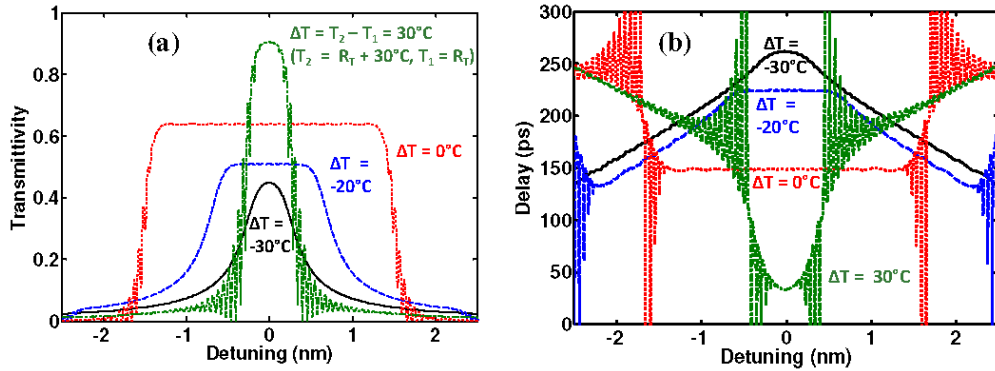 (a)
ΔT = T₂ – T₁ = 30°C
(T₂ = R_T + 30°C, T₁ = R_T)
ΔT = 0°C
ΔT =
-20°C
ΔT =
-30°C
Transmittivity
1
0.8
0.6
0.4
0.2
0
-2 -1 0 1 2
Detuning (nm)
(b)
ΔT =
-30°C
ΔT =
-20°C
ΔT = 0°C
ΔT = 30°C
Delay (ps)
300
250
200
150
100
50
0
-2 -1 0 1 2
Detuning (nm)